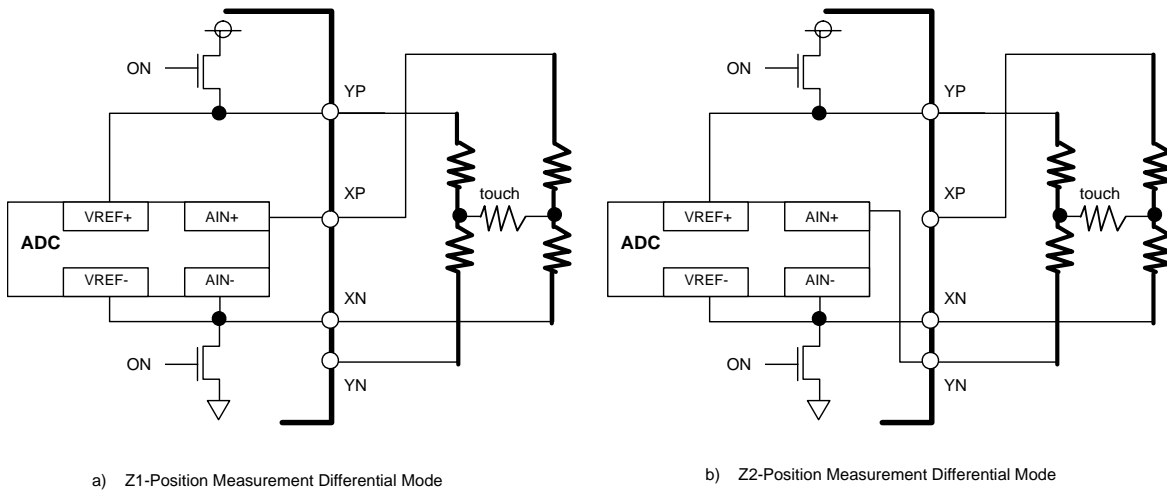 ON
YP
XP
touch
VREF+
AIN+
ADC
VREF-
AIN-
XN
ON
YN
a) Z1-Position Measurement Differential Mode
ON
YP
XP
touch
VREF+
AIN+
ADC
VREF-
AIN-
XN
ON
YN
b) Z2-Position Measurement Differential Mode